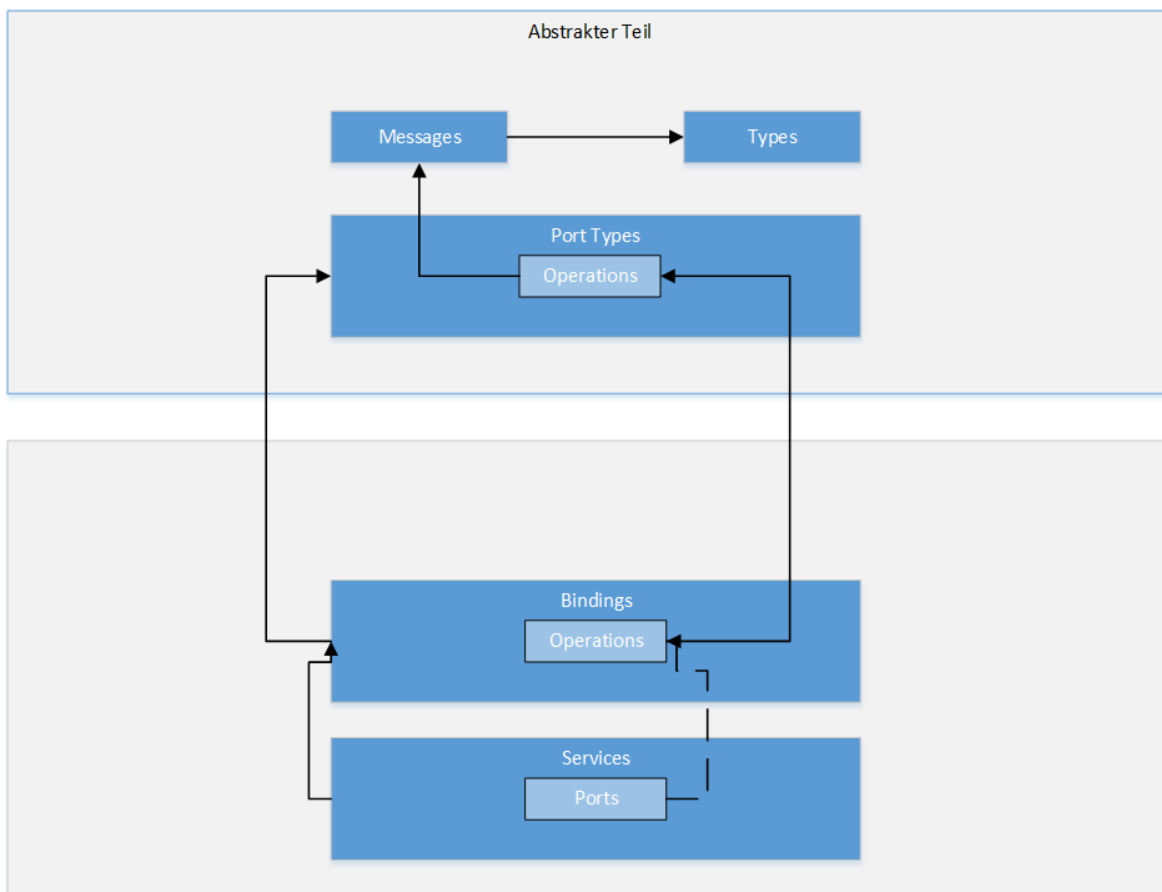 Abstrakter Teil
Messages
Types
Port Types
Operations
Bindings
Operations
Services
Ports